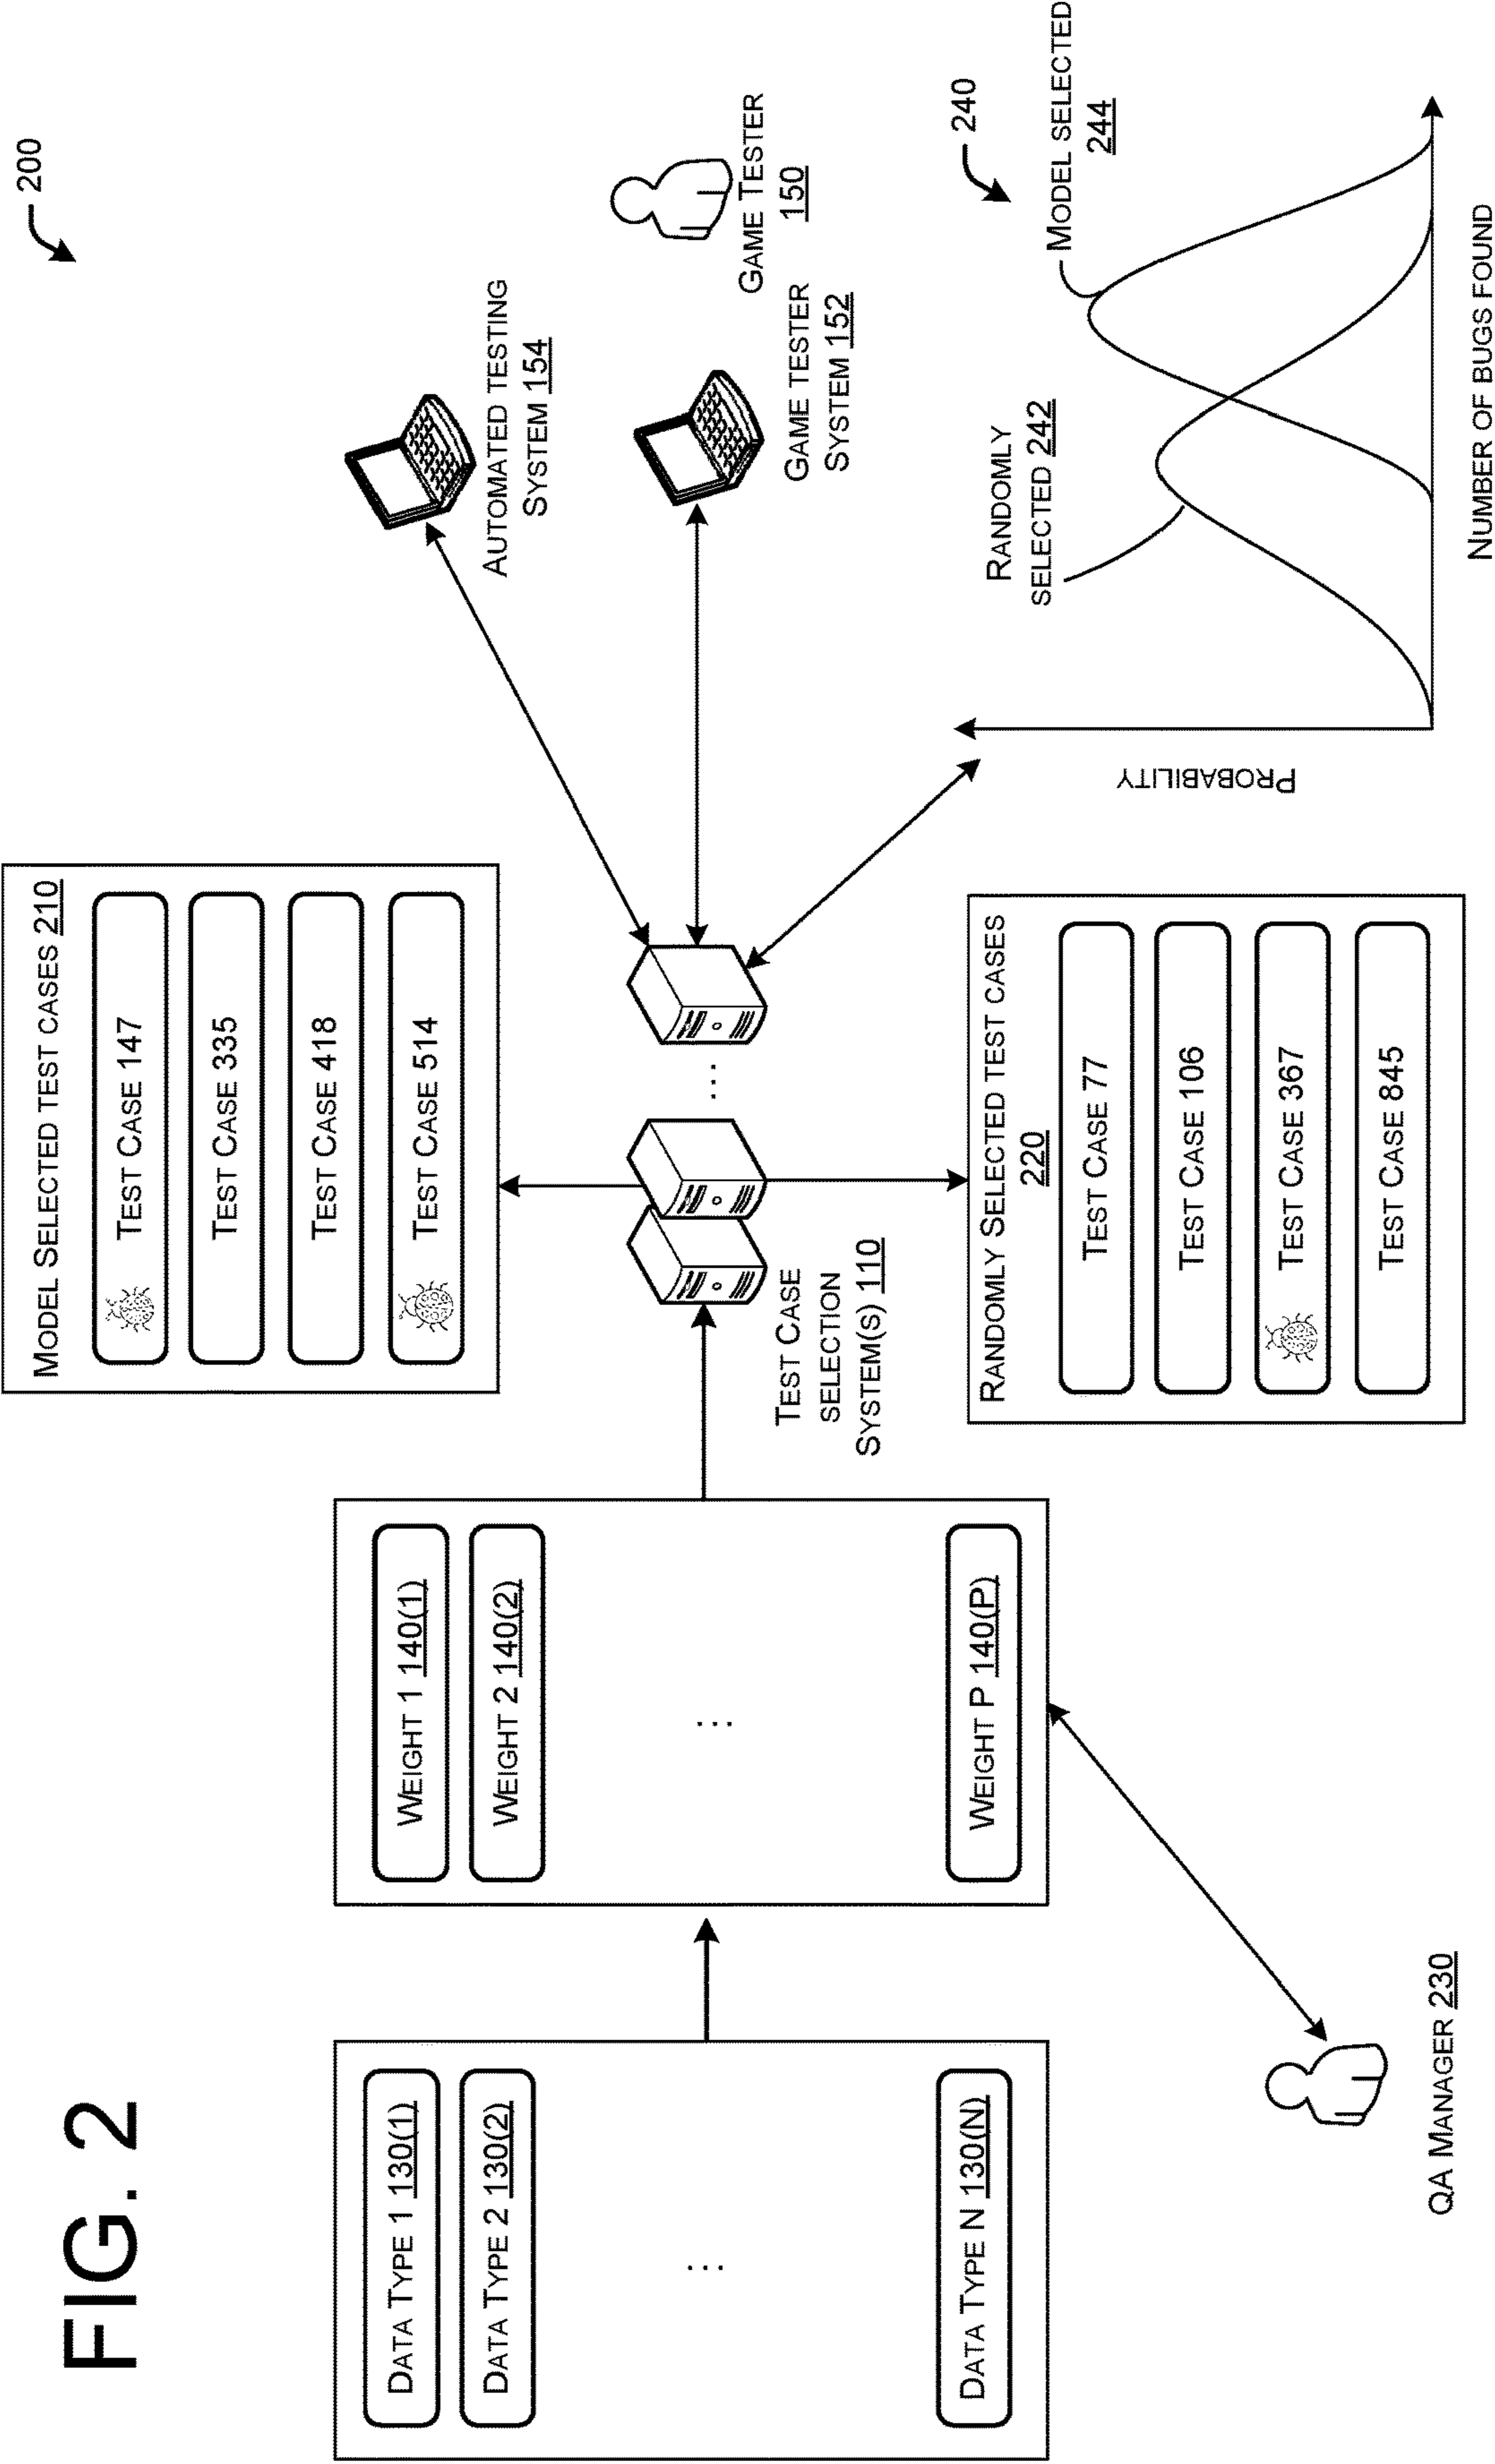 FIG. 2
200
DATA TYPE 1 130(1)
DATA TYPE 2 130(2)
...
DATA TYPE N 130(N)
WEIGHT 1 140(1)
WEIGHT 2 140(2)
...
WEIGHT P 140(P)
QA MANAGER 230
MODEL SELECTED TEST CASES 210
TEST CASE 147
TEST CASE 335
TEST CASE 418
TEST CASE 514
...
TEST CASE
SELECTION
SYSTEM(S) 110
RANDOMLY SELECTED TEST CASES
220
TEST CASE 77
TEST CASE 106
TEST CASE 367
TEST CASE 845
AUTOMATED TESTING
SYSTEM 154
GAME TESTER
SYSTEM 152
GAME TESTER
150
240
PROBABILITY
RANDOMLY
SELECTED 242
MODEL SELECTED
244
NUMBER OF BUGS FOUND